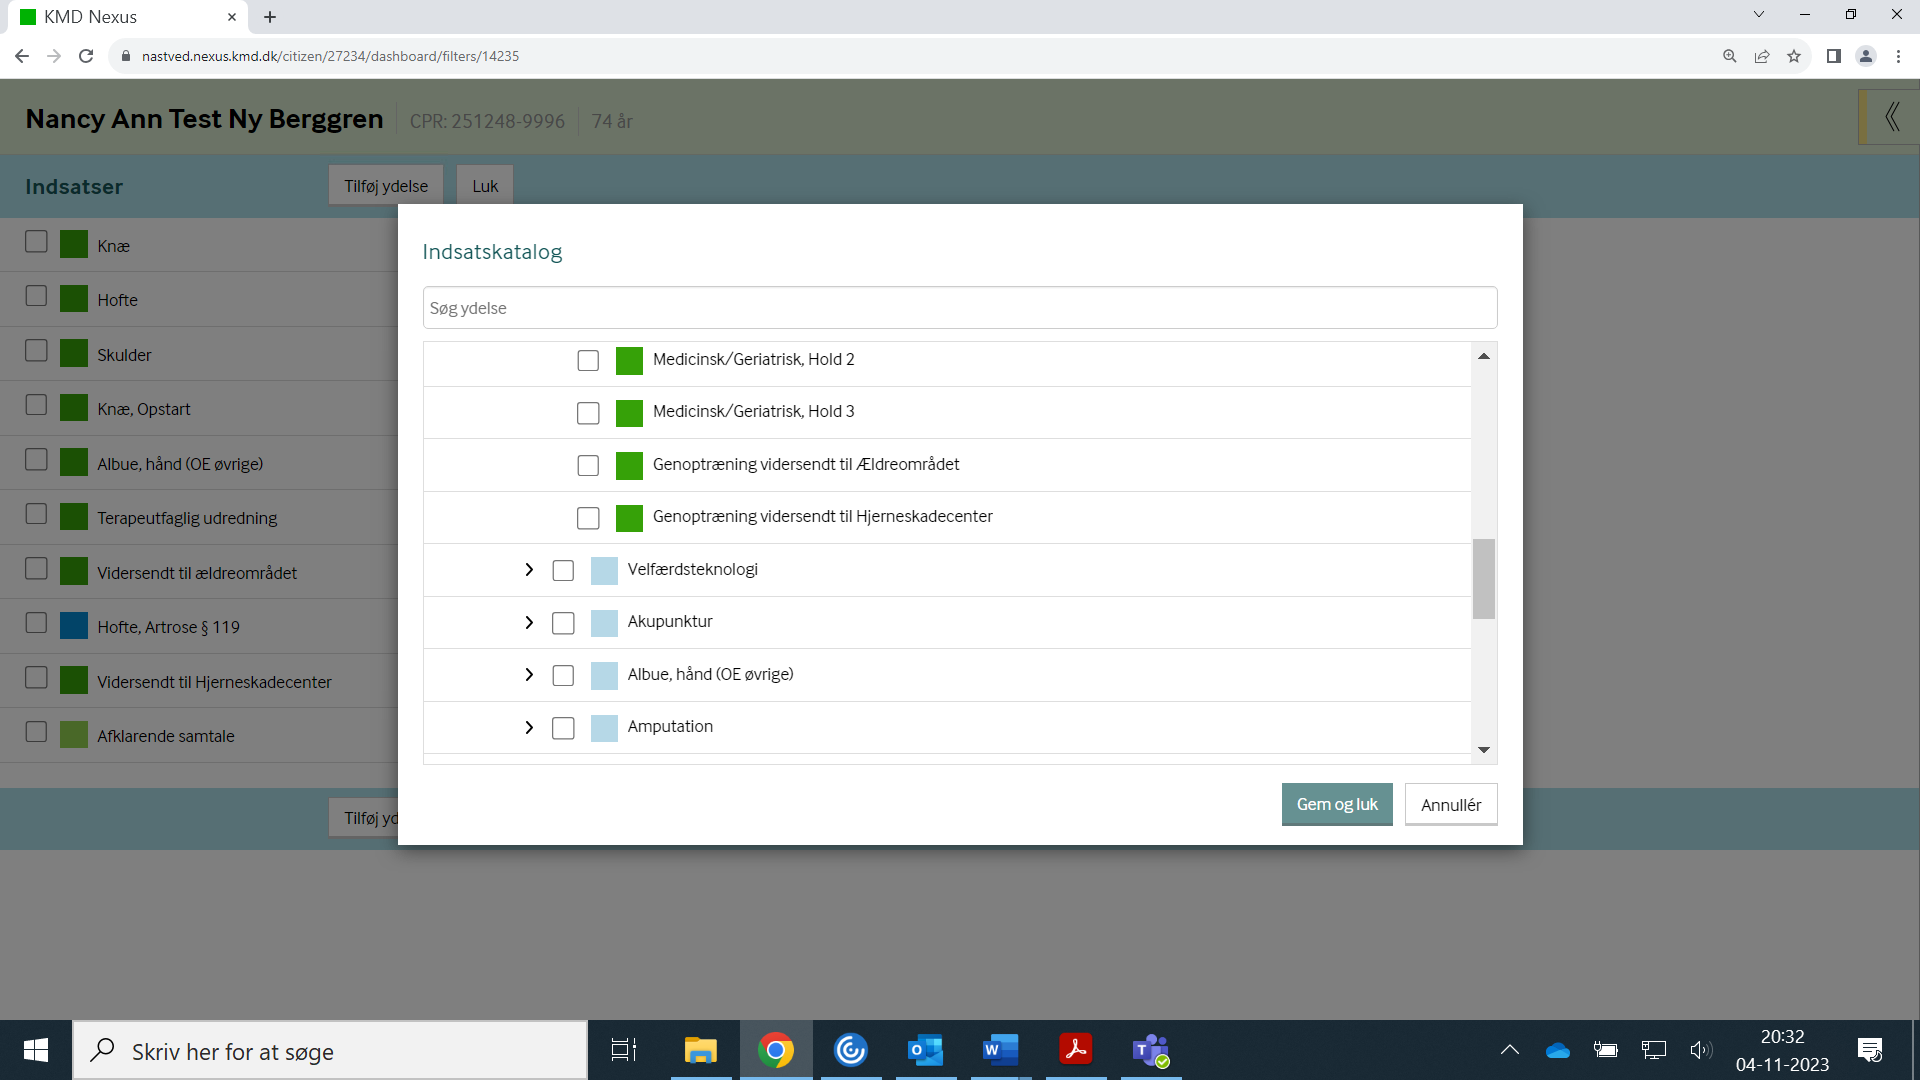 KMD Nexus
nastved.nexus.kmd.dk/citizen/27234/dashboard/filters/14235
Nancy Ann Test Ny Berggren CPR: 251248-9996 74 år
Indsatser Tilføj ydelse Luk
Knæ
Hofte
Skulder
Knæ, Opstart
Albue, hånd (OE øvrige)
Terapeutfaglig udredning
Vidersendt til ældreområdet
Hofte, Artrose § 119
Vidersendt til Hjerneskadecenter
Afklarende samtale
Tilføj yd
Indsatskatalog
Søg ydelse
Medicinsk/Geriatrisk, Hold 2
Medicinsk/Geriatrisk, Hold 3
Genoptræning vidersendt til Ældreområdet
Genoptræning vidersendt til Hjerneskadecenter
Velfærdsteknologi
Akupunktur
Albue, hånd (OE øvrige)
Amputation
Gem og luk Annullér
Skriv her for at søge
20:32
04-11-2023